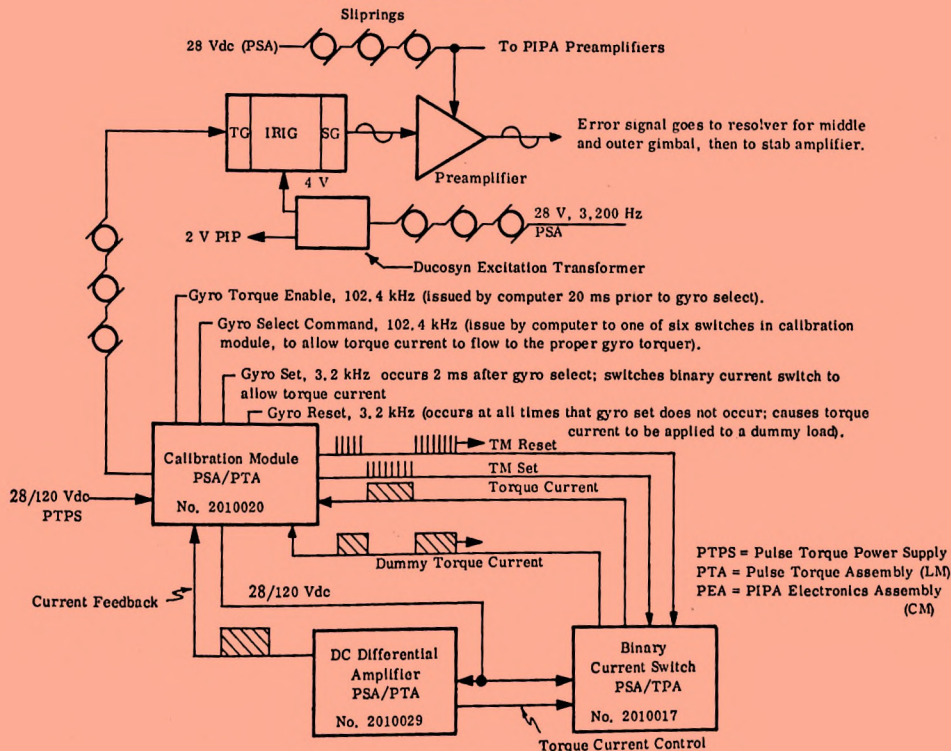 Sliprings
28 Vdc (PSA)
To PIPA Preamplifiers
TG
IRIG
SG
4 V
Preamplifier
Error signal goes to resolver for middle
and outer gimbal, then to stab amplifier.
28 V, 3,200 Hz
PSA
2 V PIP
Ducosyn Excitation Transformer
Gyro Torque Enable, 102.4 kHz (issued by computer 20 ms prior to gyro select).
Gyro Select Command, 102.4 kHz (issue by computer to one of six switches in calibration
module, to allow torque current to flow to the proper gyro torquer).
Gyro Set, 3.2 kHz occurs 2 ms after gyro select; switches binary current switch to
allow torque current
Gyro Reset, 3.2 kHz (occurs at all times that gyro set does not occur; causes torque
current to be applied to a dummy load).
TM Reset
TM Set
Torque Current
Calibration Module
PSA/PTA
No. 2010020
28/120 Vdc
PTPS
Dummy Torque Current
PTPS = Pulse Torque Power Supply
PTA = Pulse Torque Assembly (LM)
PEA = PIPA Electronics Assembly
(CM)
Current Feedback
28/120 Vdc
DC Differential
Amplifier
PSA/PTA
No. 2010029
Binary
Current Switch
PSA/TPA
No. 2010017
Torque Current Control